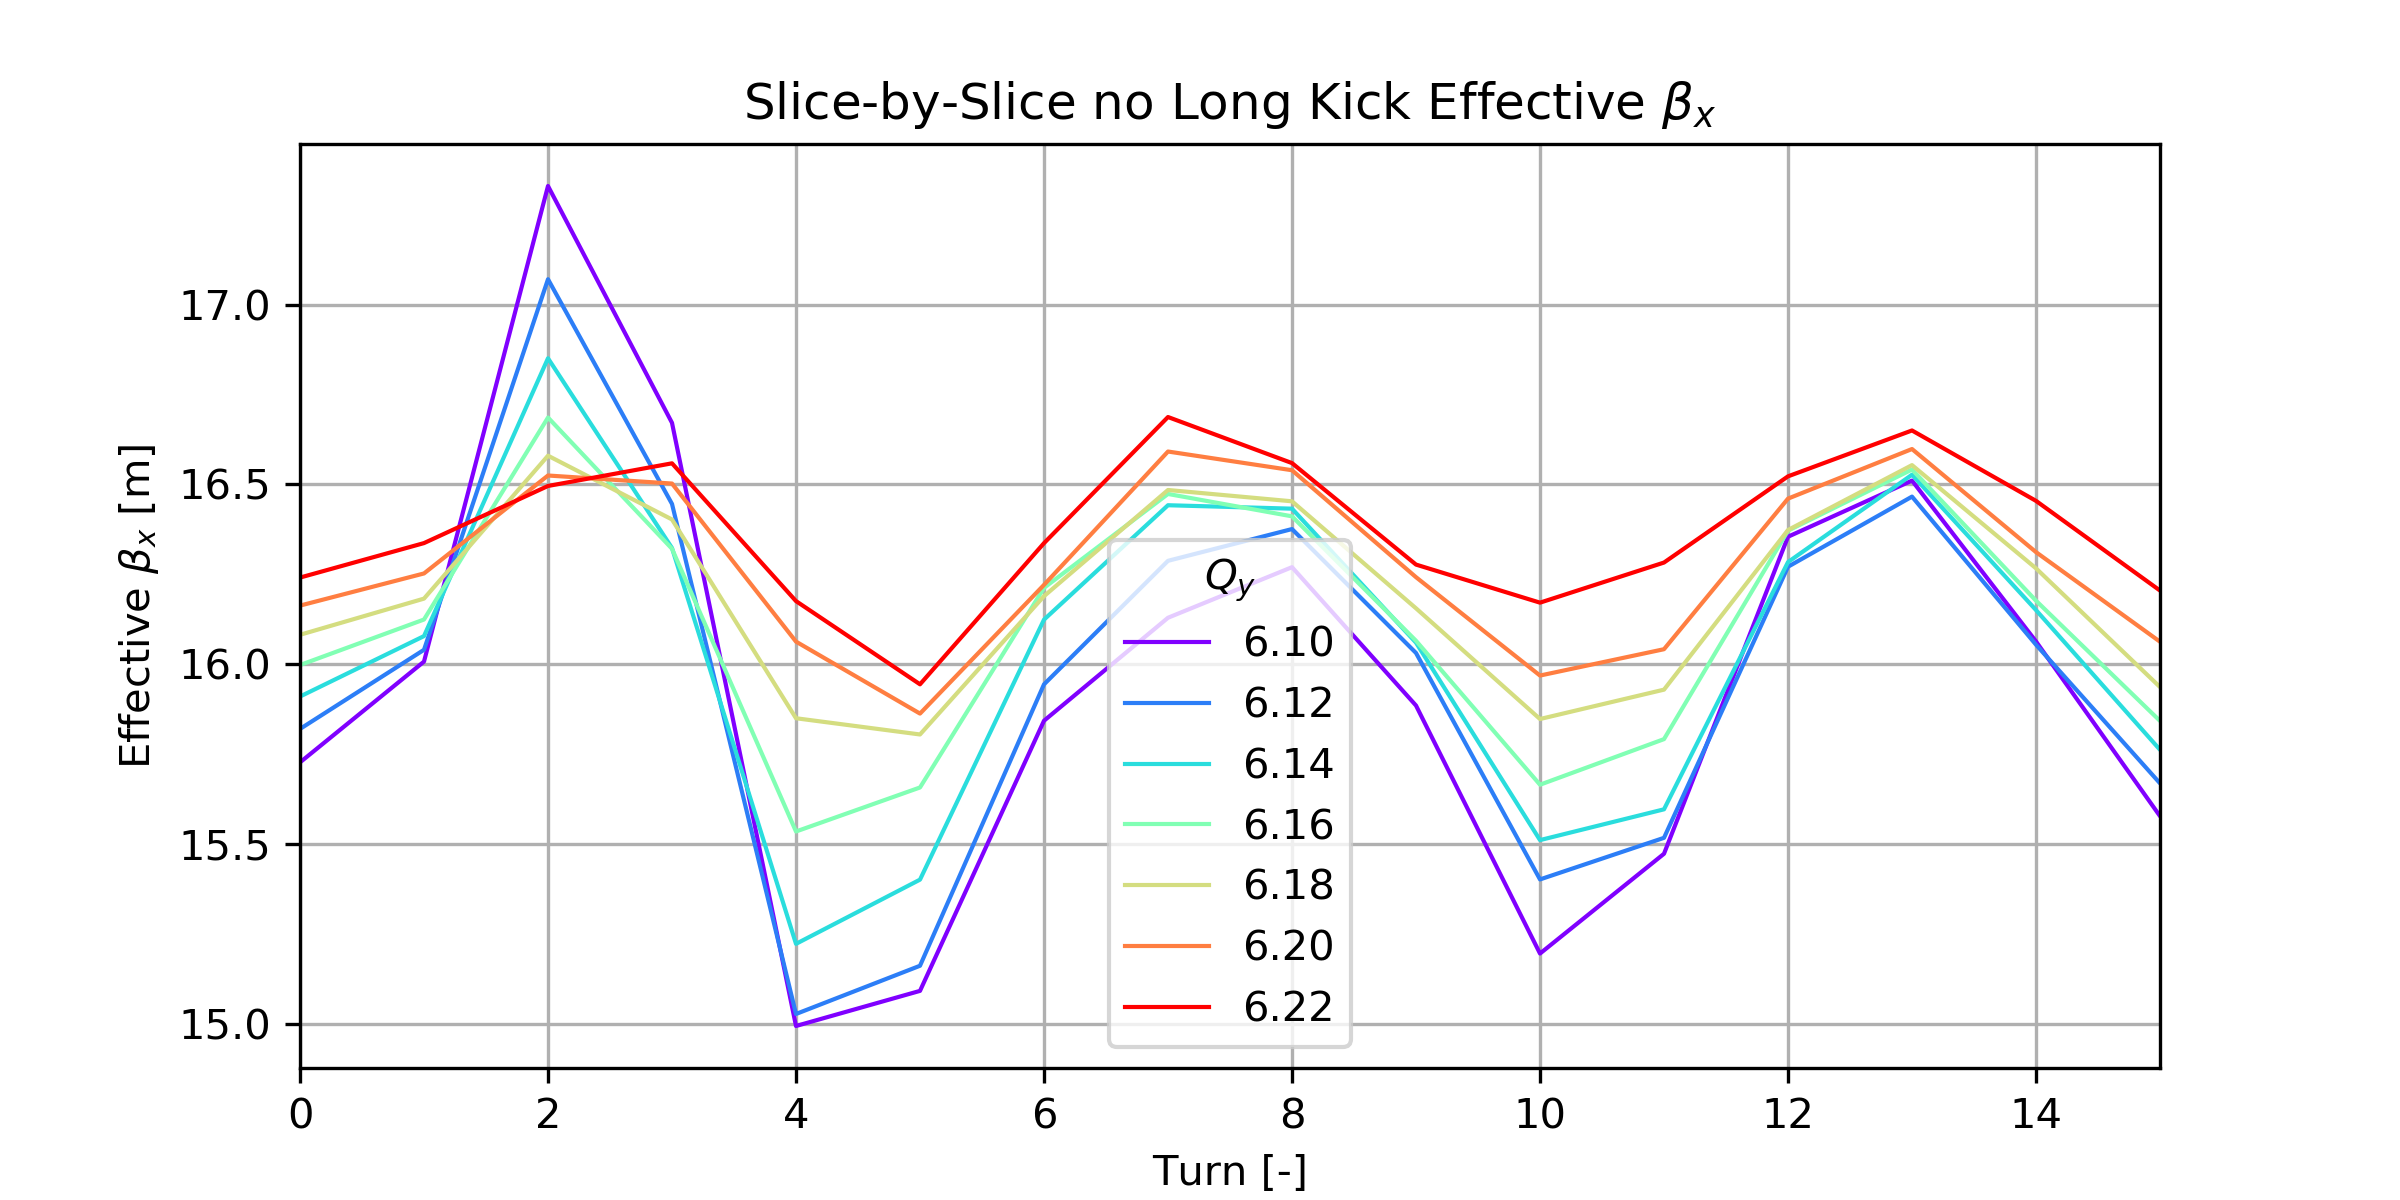 Slice-by-Slice no Long Kick Effective βx
Effective βx [m]
17.0
16.5
16.0
15.5
15.0
Qy
6.10
6.12
6.14
6.16
6.18
6.20
6.22
0 2 4 6 8 10 12 14
Turn [-]